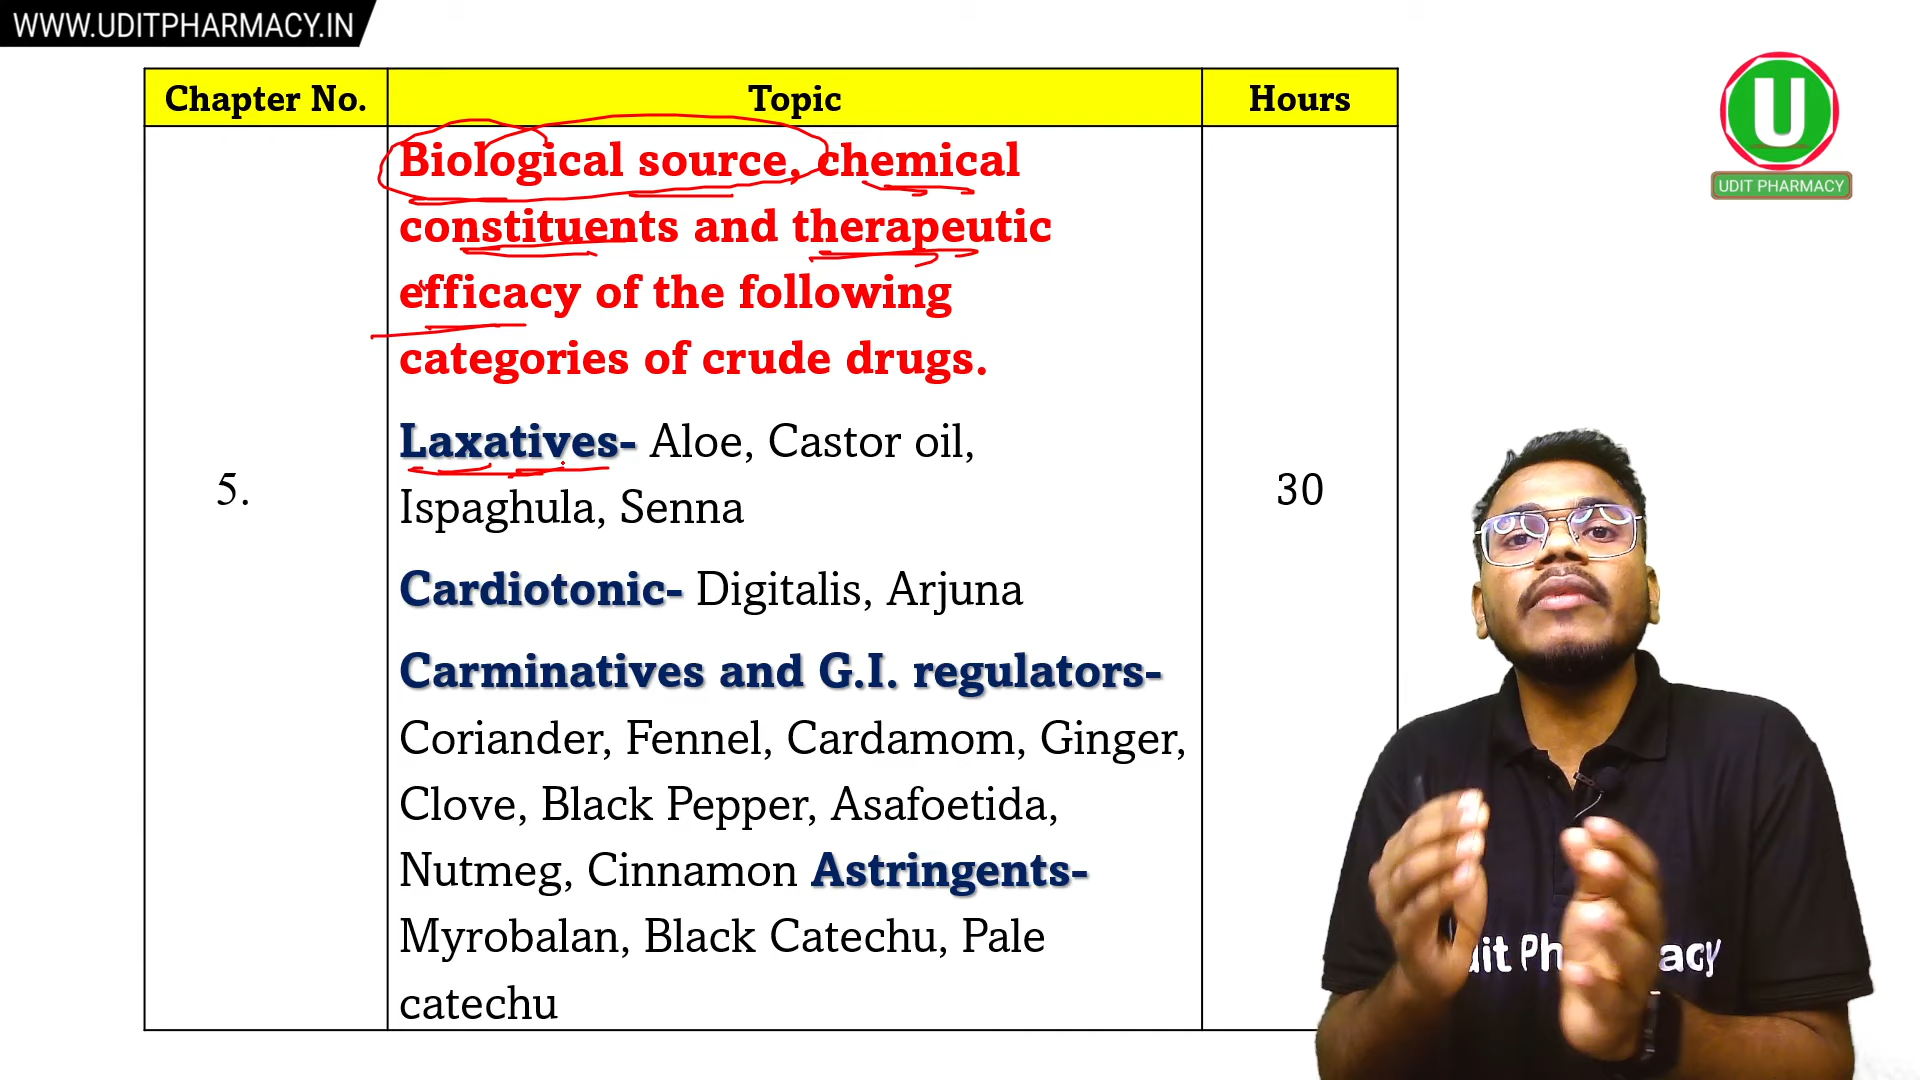 WWW.UDITPHARMACY.IN
Chapter No. Topic Hours
Biological source, chemical
constituents and therapeutic
efficacy of the following
categories of crude drugs.
Laxatives- Aloe, Castor oil,
Ispaghula, Senna
5. 30
Cardiotonic- Digitalis, Arjuna
Carminatives and G.I. regulators-
Coriander, Fennel, Cardamom, Ginger,
Clove, Black Pepper, Asafoetida,
Nutmeg, Cinnamon Astringents-
Myrobalan, Black Catechu, Pale
catechu
U
UDIT PHARMACY